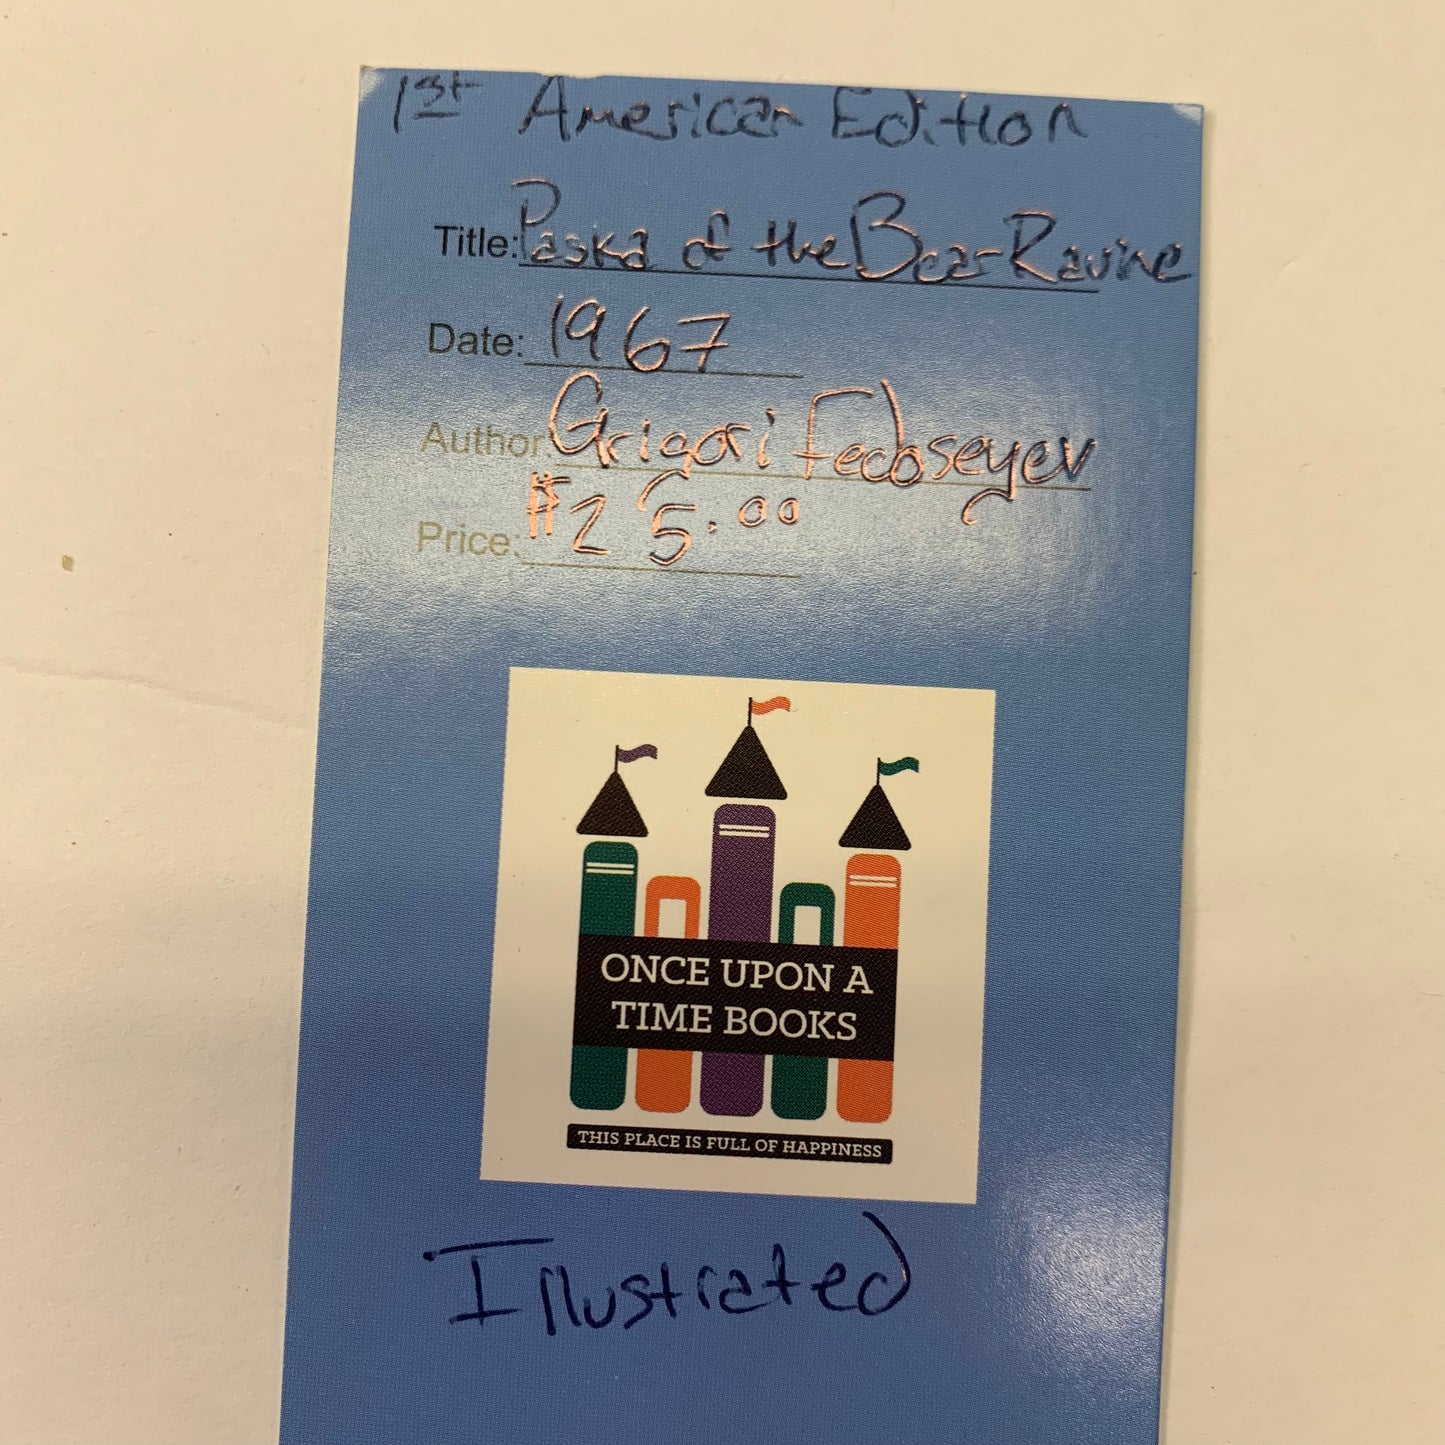 1st American Edition
Title: Paska of the Bear Ravine
Date: 1967
Author: Grigori Fedoseyev
Price: #25.00
ONCE UPON A
TIME BOOKS
THIS PLACE IS FULL OF HAPPINESS
Illustrated